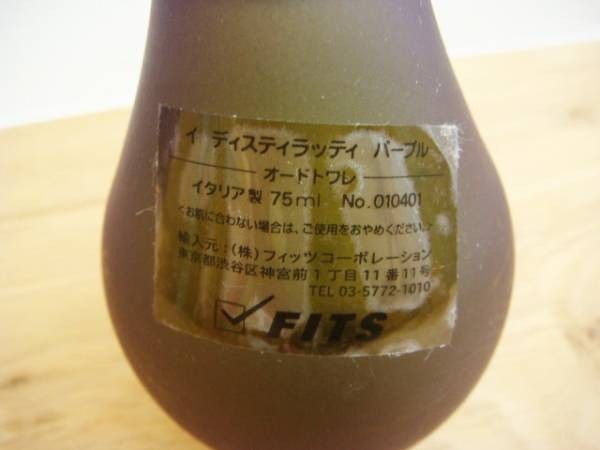 イ ディスティラッティ パープル
オードトワレ
イタリア製 75ml No.010401
<お肌に合わない場合は、ご使用をおやめください。>
輸入元:(株)フィッツコーポレーション
東京都渋谷区神宮前1丁目11番11号
TEL 03-5772-1010
FITS